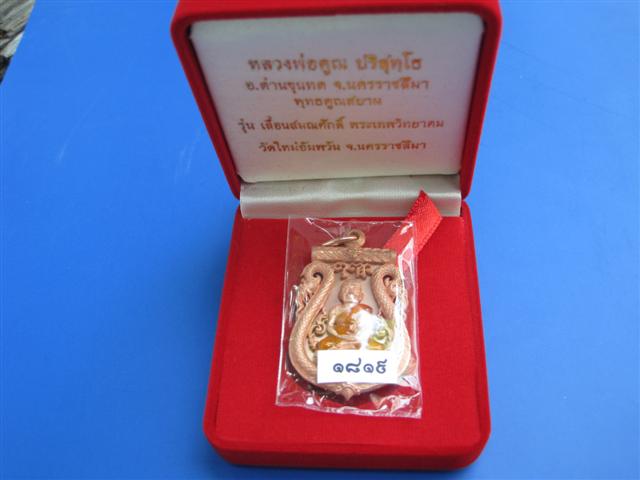 หลวงพ่อคูณ ปริสุทฺโธ
อ.ด่านขุนทด จ.นครราชสีมา
พุทธคูณสยาม
รุ่น เลื่อนสมณศักดิ์ พระเทพวิทยาคม
วัดใหม่อัมพวัน จ.นครราชสีมา
๑๘๑๙